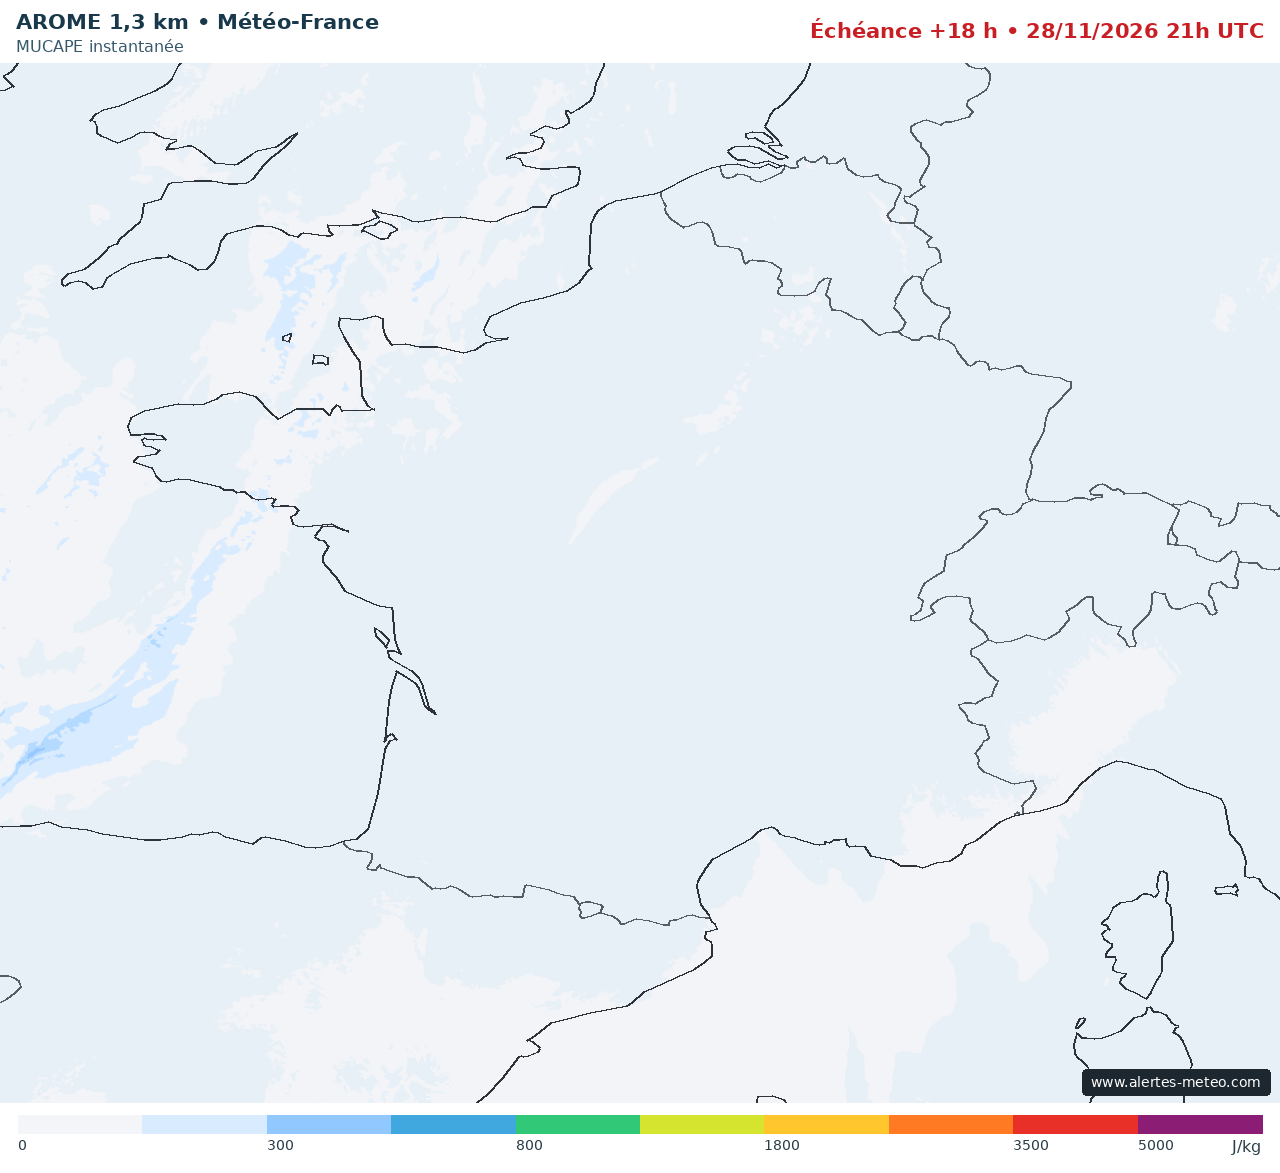 AROME 1,3 km • Météo-France
MUCAPE instantanée
Échéance +18 h • 28/11/2026 21h UTC
www.alertes-meteo.com
0 300 800 1800 3500 5000 J/kg